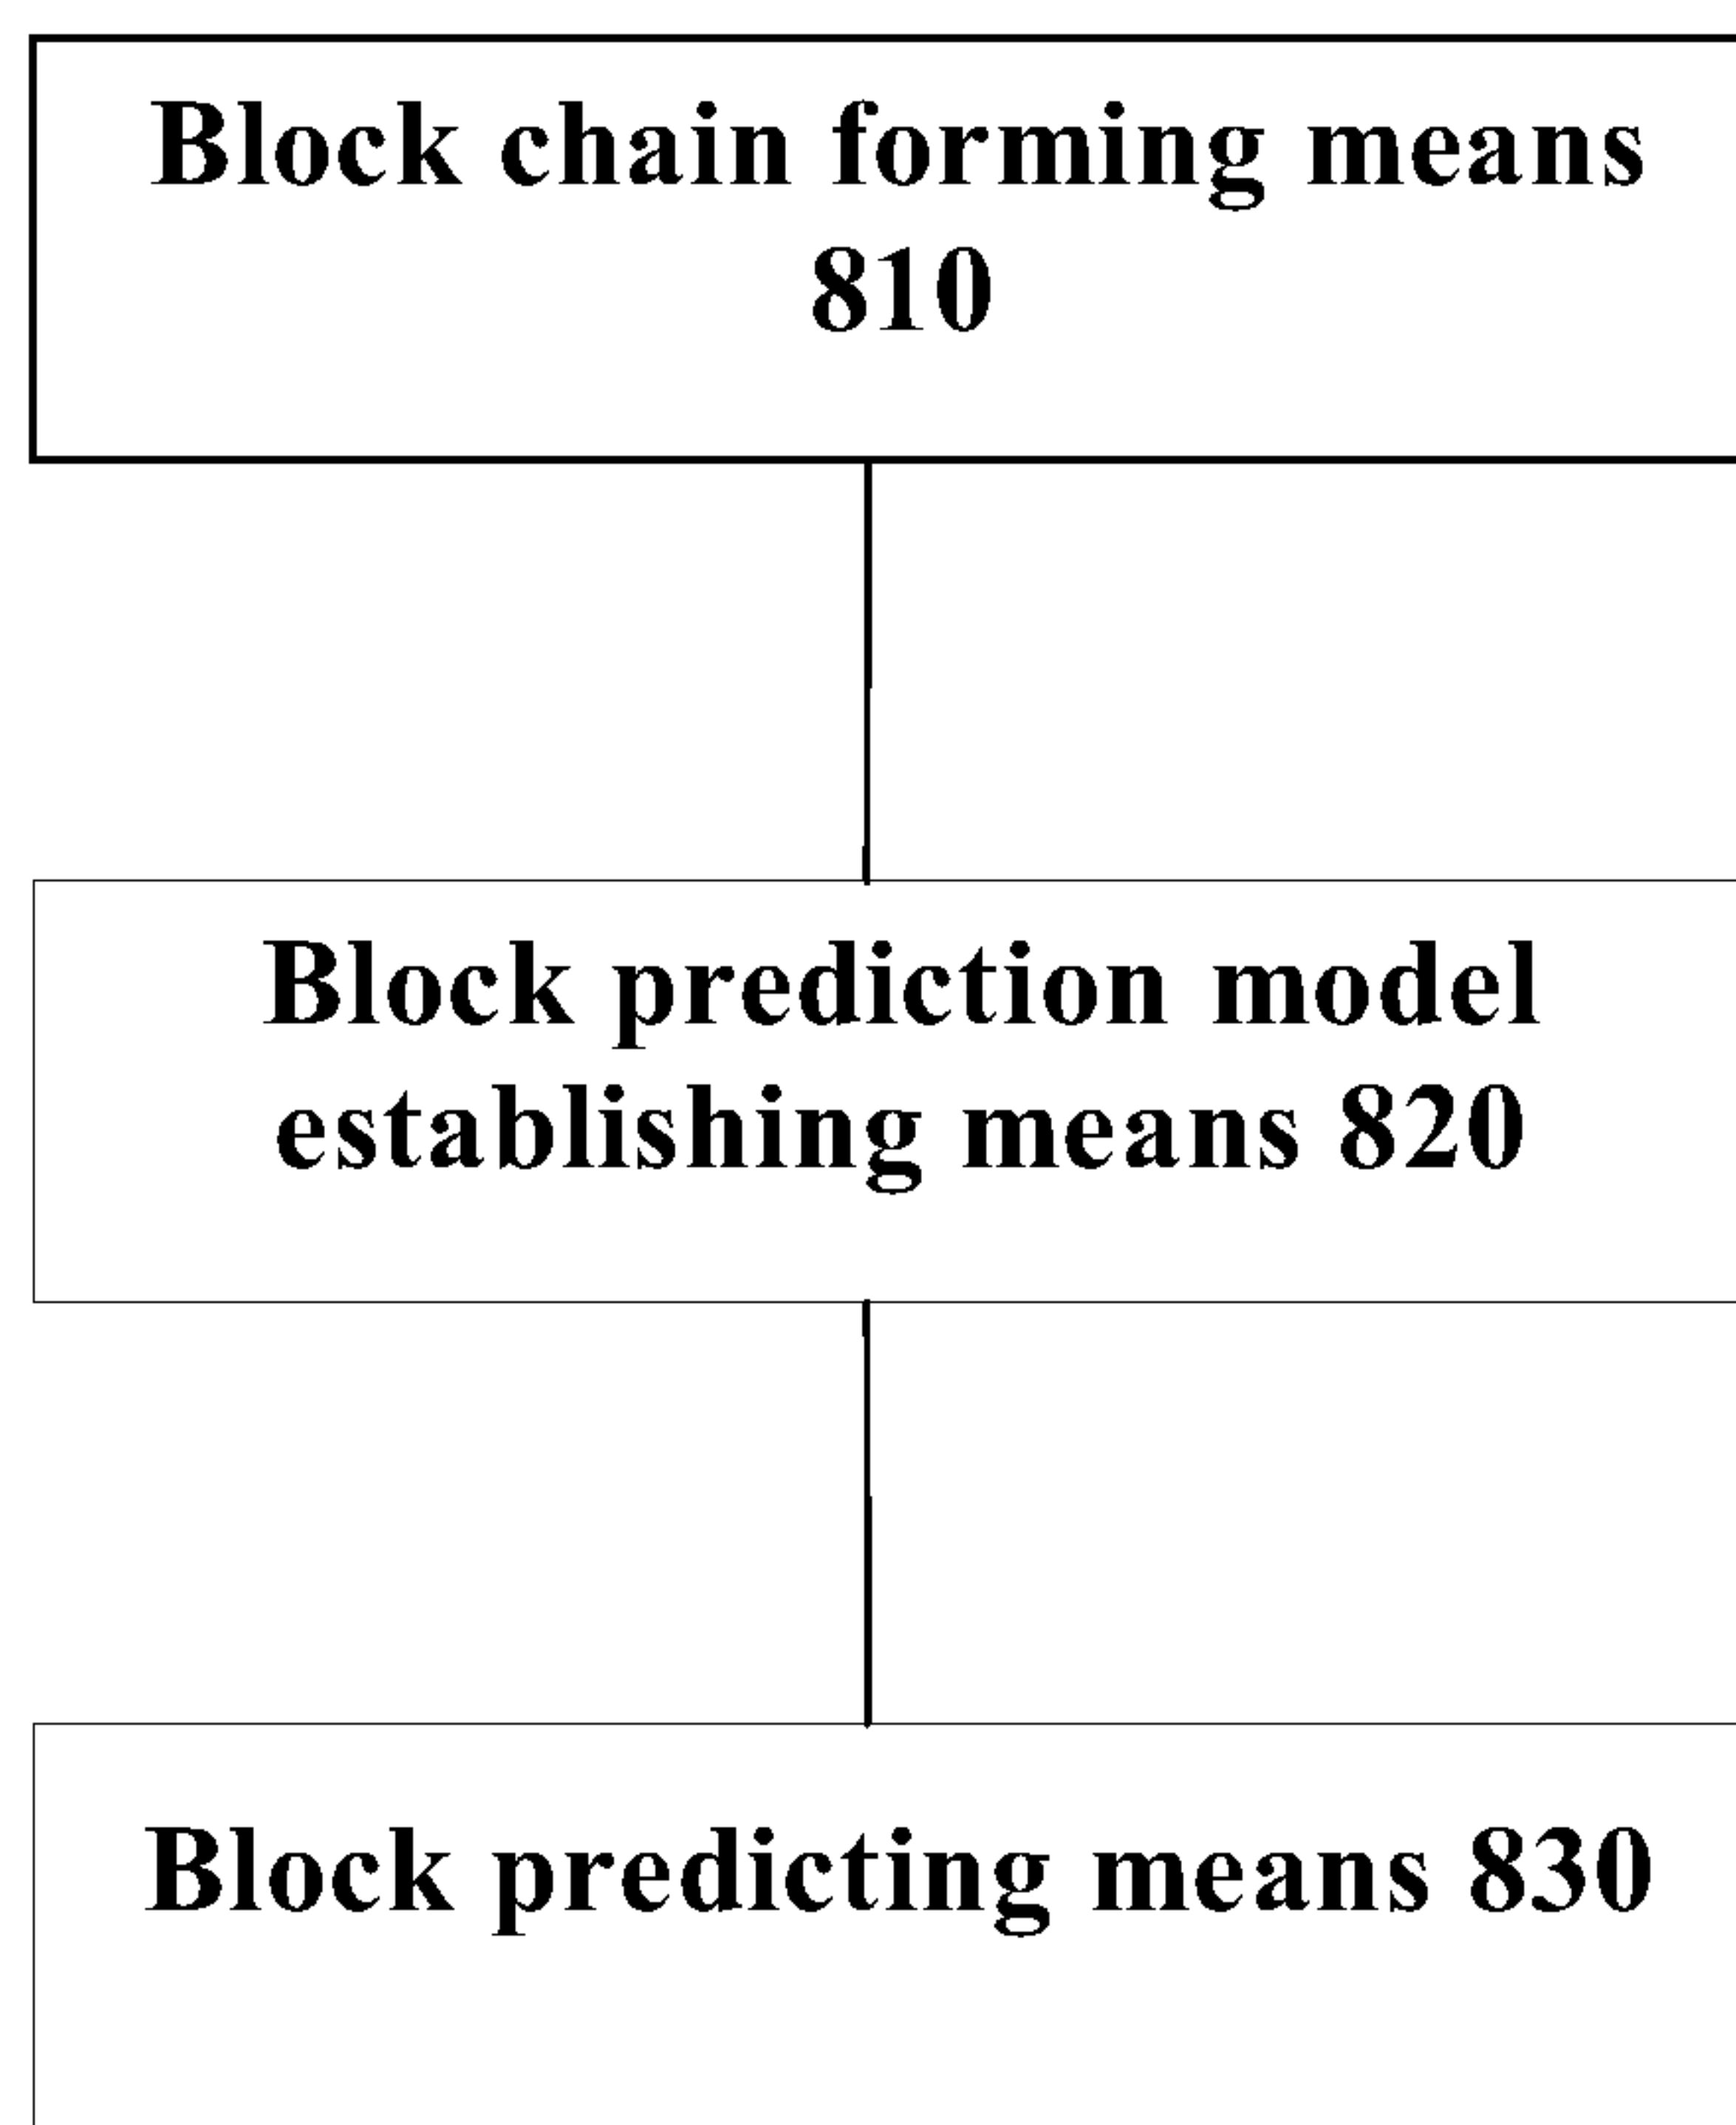 Block chain forming means
810
Block prediction model
establishing means 820
Block predicting means 830